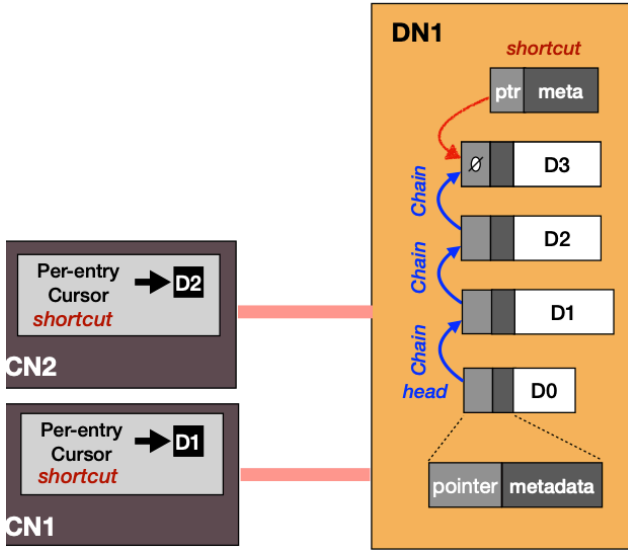 DN1
shortcut
ptr meta
Ø D3
Chain
D2
Chain
D1
Chain
head
D0
pointer metadata
Per-entry
Cursor
D2
shortcut
CN2
Per-entry
Cursor
D1
shortcut
CN1